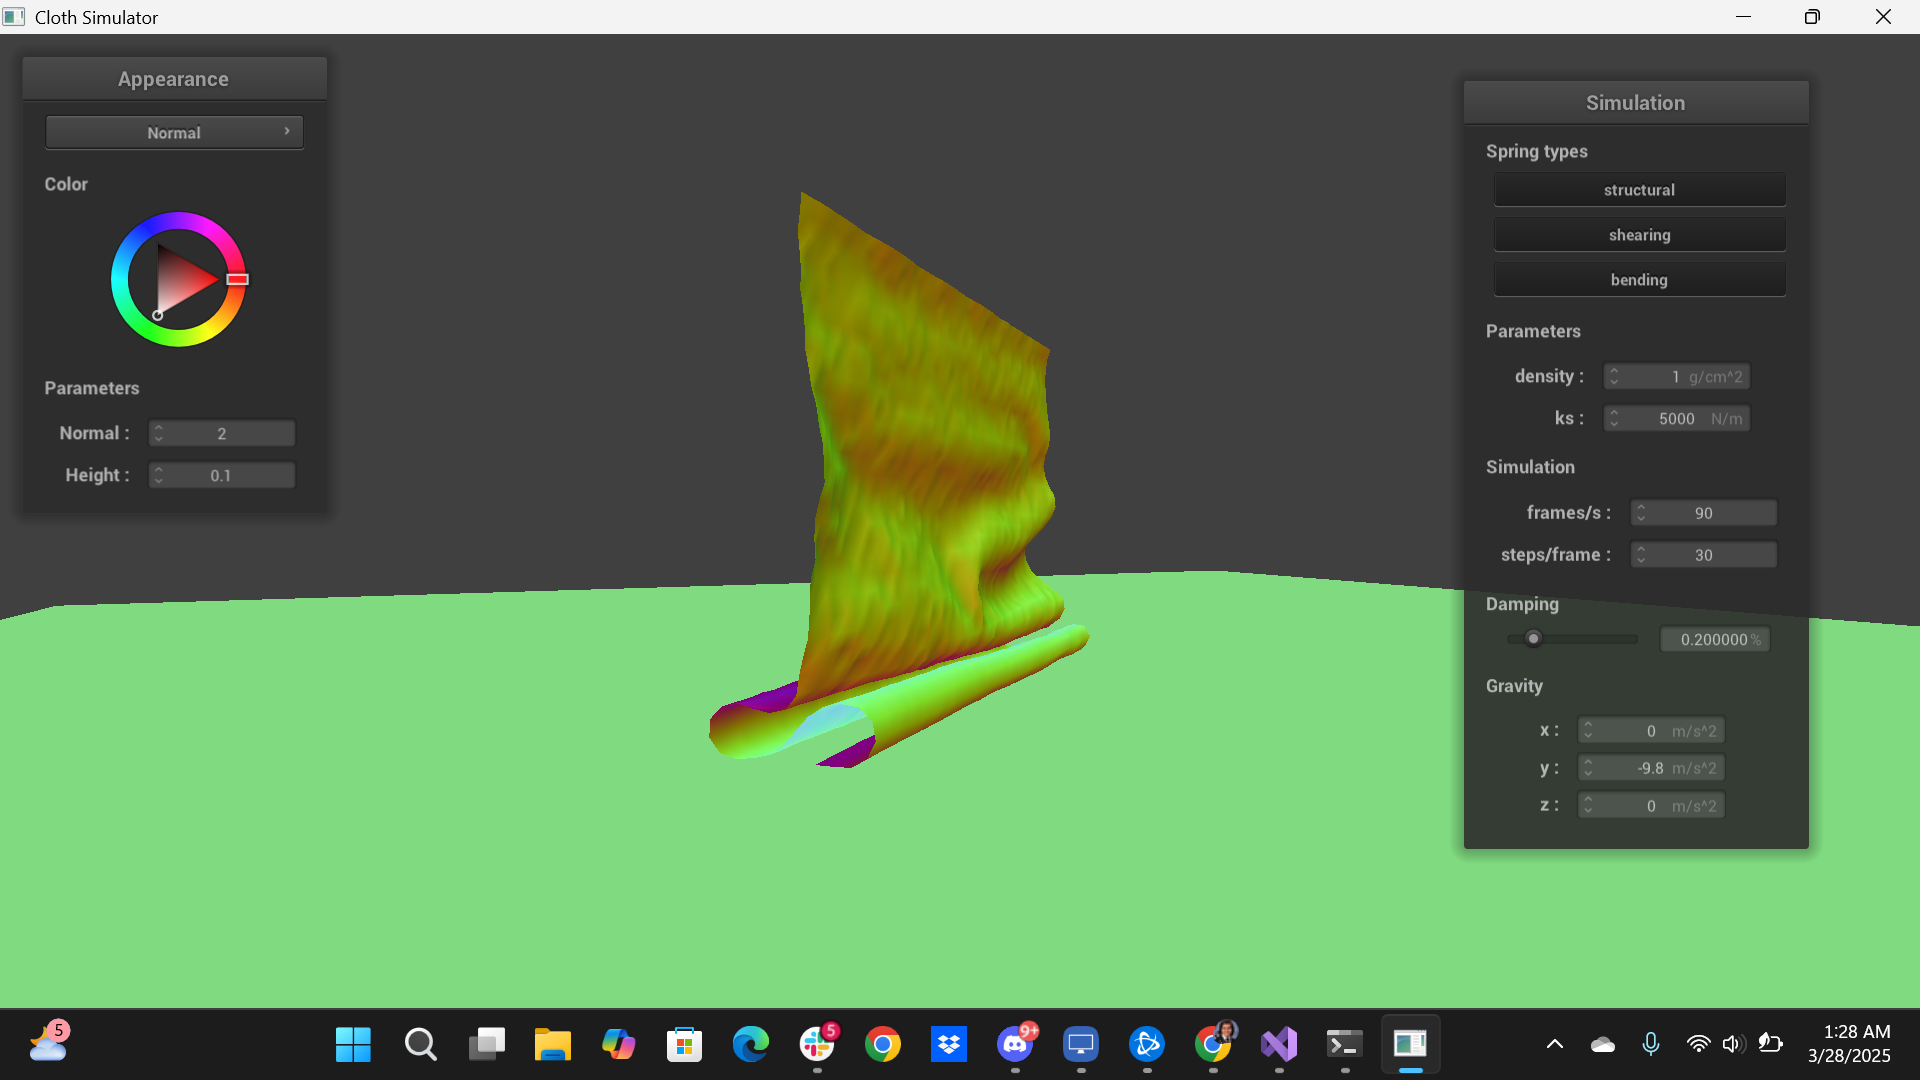 Cloth Simulator
Appearance
Normal
Color
Parameters
Normal : 2
Height : 0.1
Simulation
Spring types
structural
shearing
bending
Parameters
density : 1 g/cm^2
ks : 5000 N/m
Simulation
frames/s : 90
steps/frame : 30
Damping
0.200000 %
Gravity
x : 0 m/s^2
y : -9.8 m/s^2
z : 0 m/s^2
5
5
9+
1:28 AM
3/28/2025